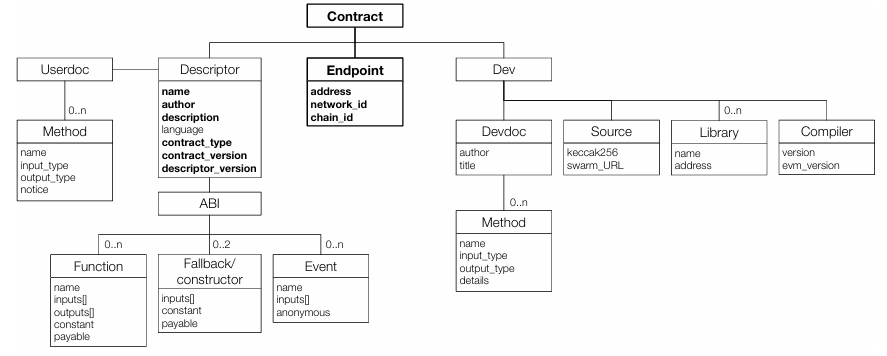 Contract
Userdoc
Descriptor
name
author
description
language
contract_type
contract_version
descriptor_version
Endpoint
address
network_id
chain_id
Dev
0..n
Method
name
input_type
output_type
notice
Devdoc
author
title
Source
keccak256
swarm_URL
0..n
Library
name
address
Compiler
version
evm_version
ABI
0..n
Method
name
input_type
output_type
details
0..n
Function
name
inputs[]
outputs[]
constant
payable
0..2
Fallback/
constructor
inputs[]
constant
payable
0..n
Event
name
inputs[]
anonymous